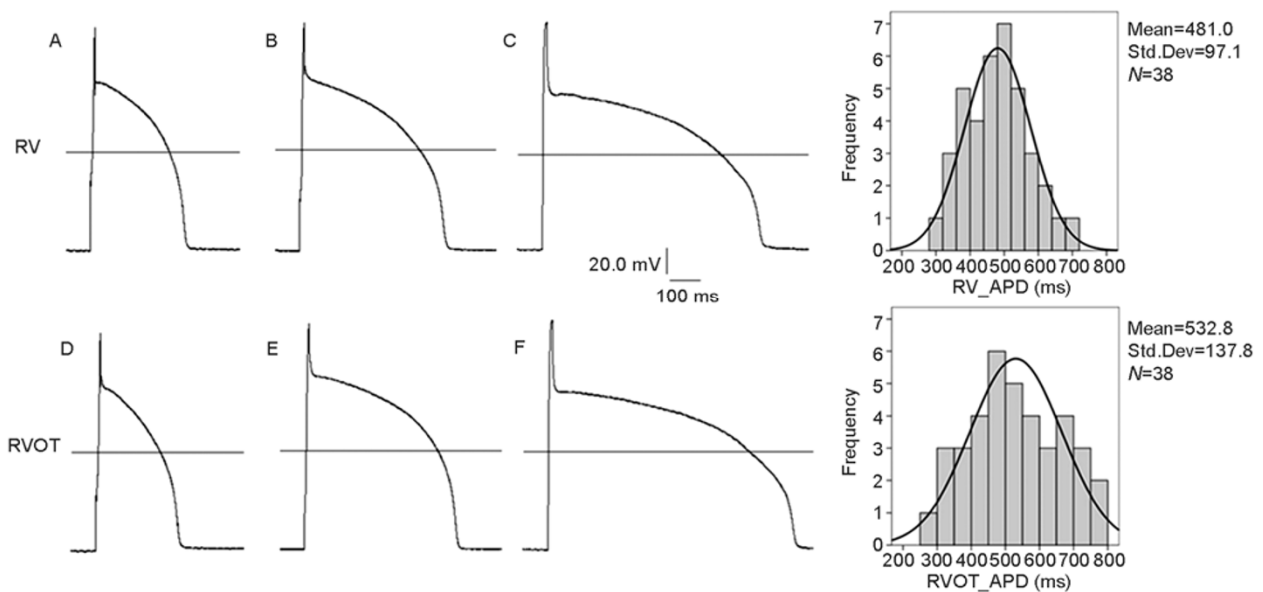 A
B
C
RV
20.0 mV
100 ms
Frequency
7
6
5
4
3
2
1
0
200 300 400 500 600 700 800
RV_APD (ms)
Mean=481.0
Std.Dev=97.1
N=38
D
E
F
RVOT
Frequency
7
6
5
4
3
2
1
0
200 300 400 500 600 700 800
RVOT_APD (ms)
Mean=532.8
Std.Dev=137.8
N=38